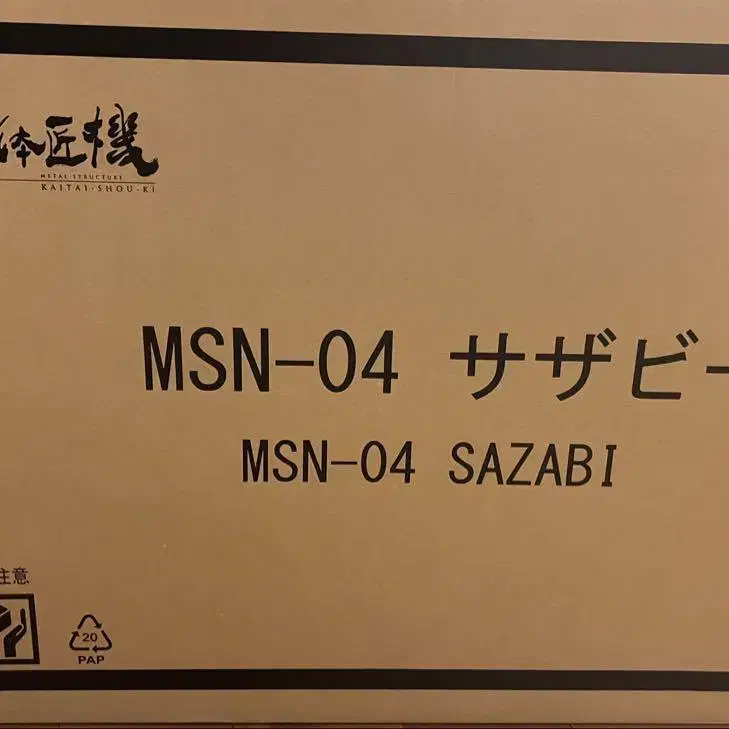 体匠機
METAL STRUCTURE
KAITAI-SHOU-KI
MSN-04 サザビー
MSN-04 SAZABI
注意
20
PAP